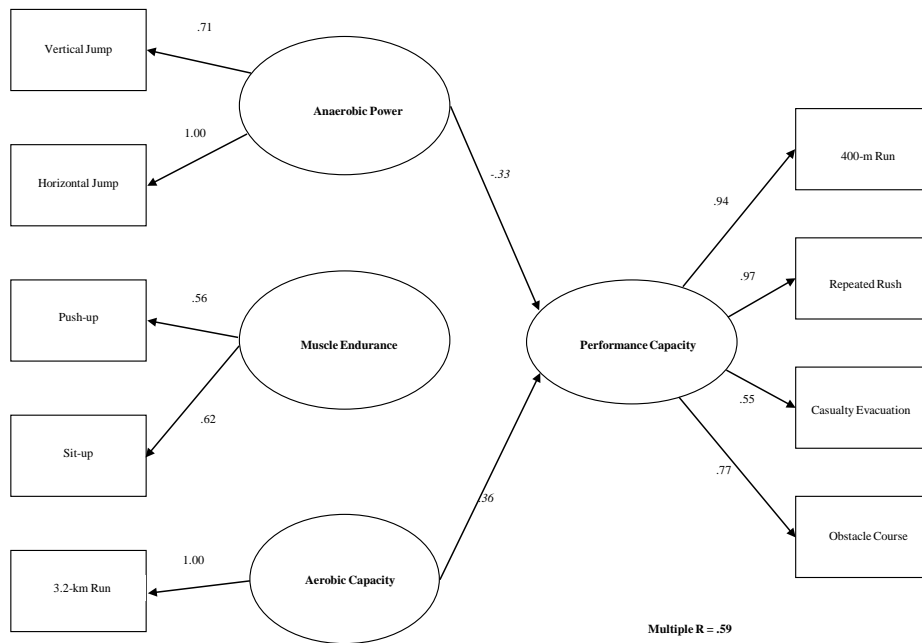 .71
Vertical Jump
Anaerobic Power
1.00
400-m Run
Horizontal Jump
-.33
.94
.97
Repeated Rush
.56
Push-up
Muscle Endurance
Performance Capacity
.55
Casualty Evacuation
.62
Sit-up
.77
.36
Obstacle Course
1.00
3.2-km Run
Aerobic Capacity
Multiple R = .59